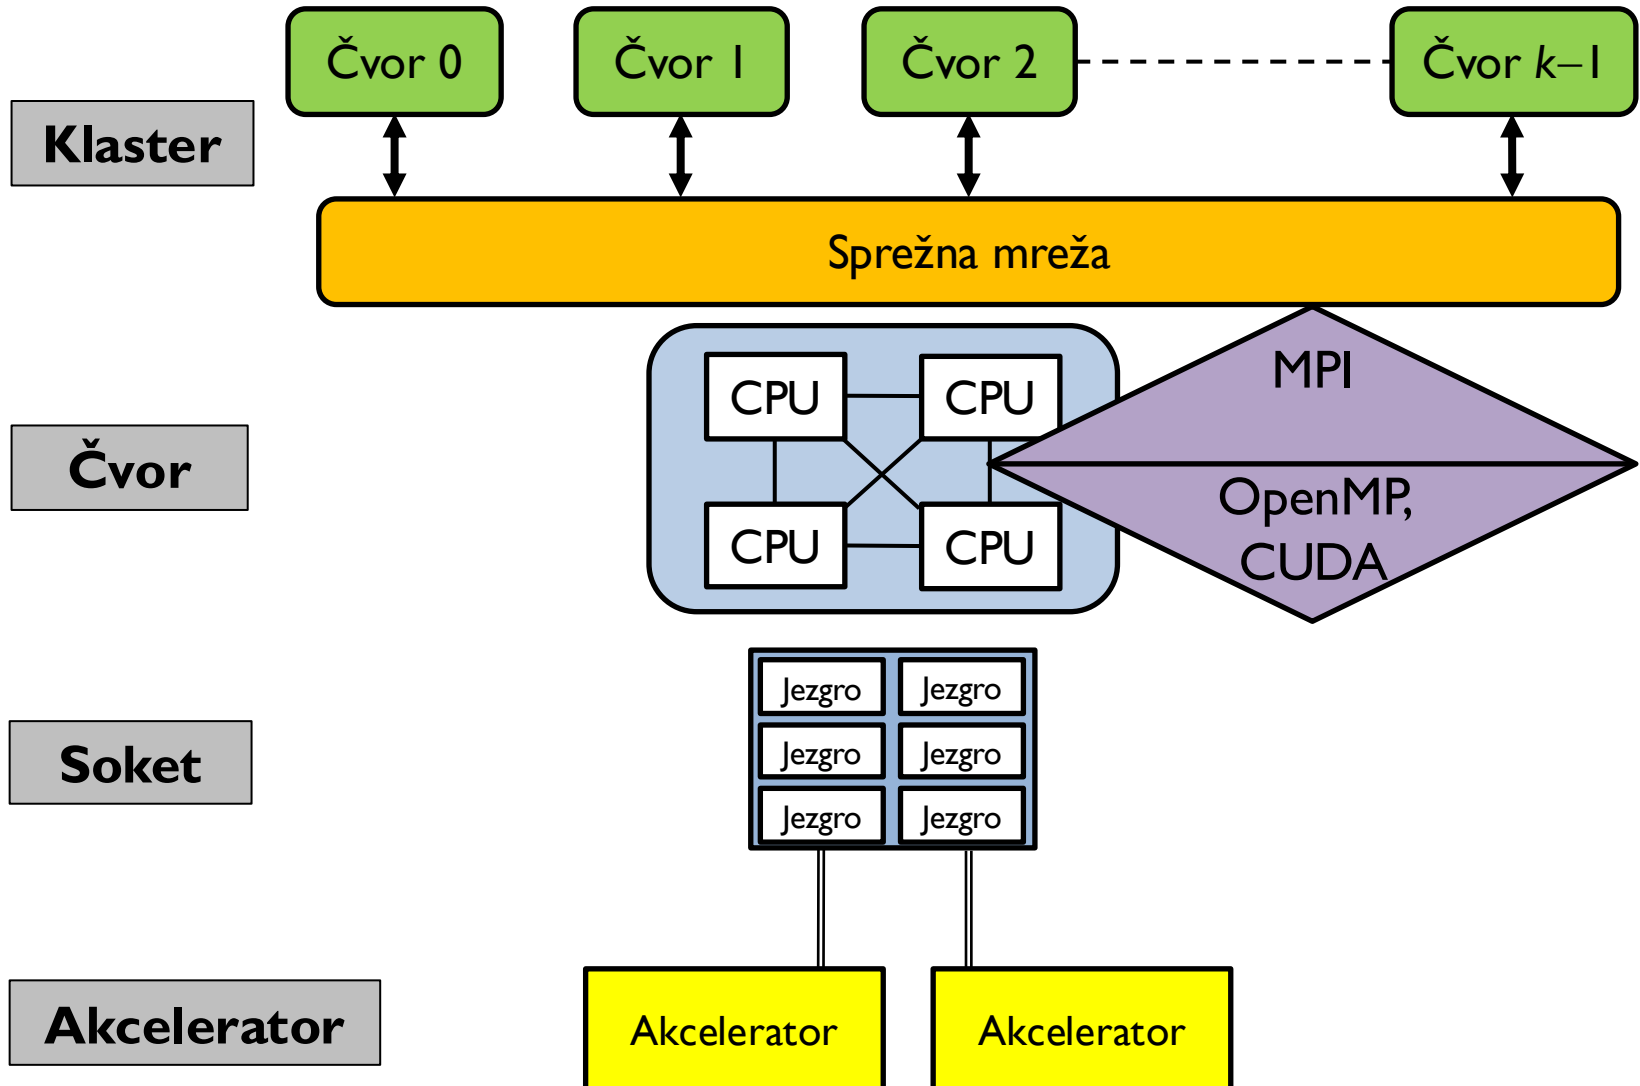 Čvor 0
Čvor 1
Čvor 2
Čvor k–1
Klaster
Sprežna mreža
MPI
CPU
CPU
Čvor
OpenMP,
CUDA
CPU
CPU
Jezgro
Jezgro
Soket
Jezgro
Jezgro
Jezgro
Jezgro
Akcelerator
Akcelerator
Akcelerator